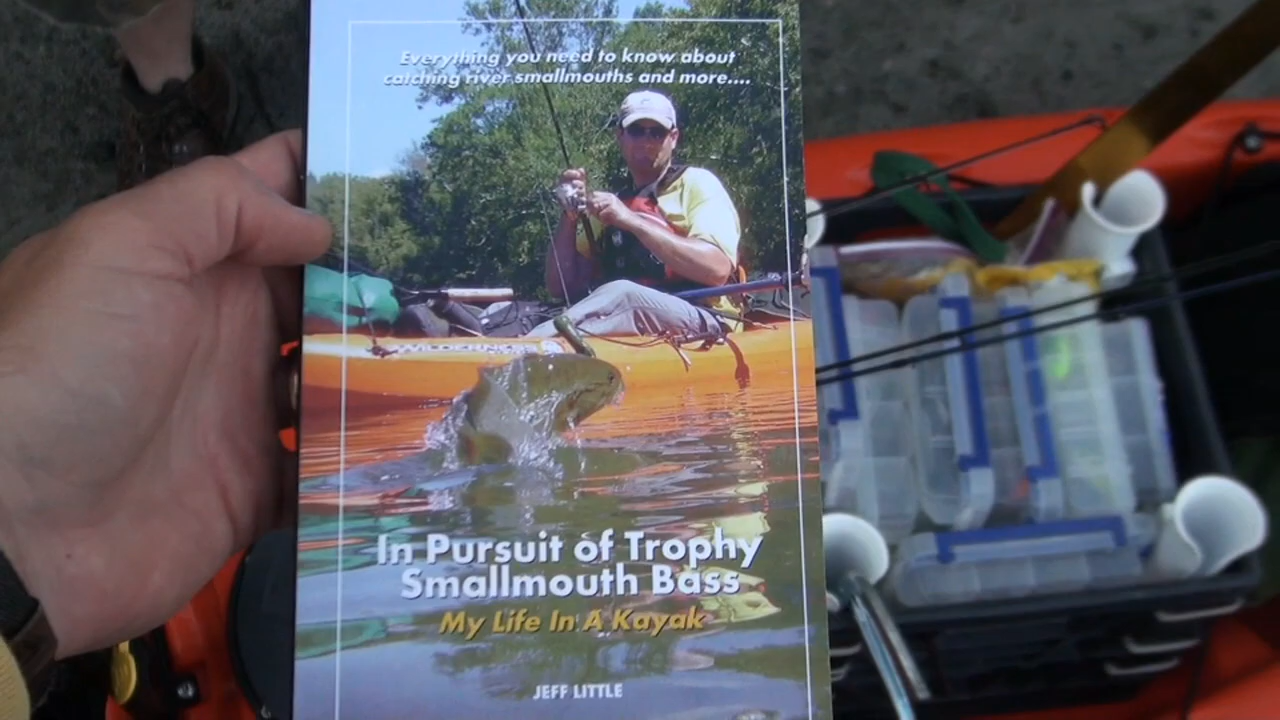 Everything you need to know about
catching river smallmouths and more....
WILDERNESS
In Pursuit of Trophy
Smallmouth Bass
My Life In A Kayak
JEFF LITTLE